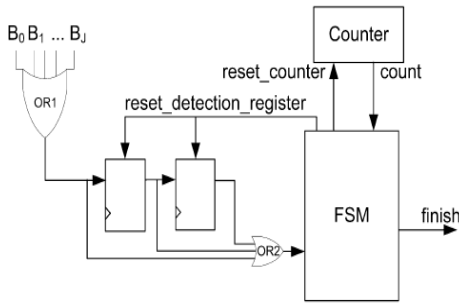 B0 B1 ... BJ
OR1
Counter
reset_counter
count
reset_detection_register
FSM
finish
OR2